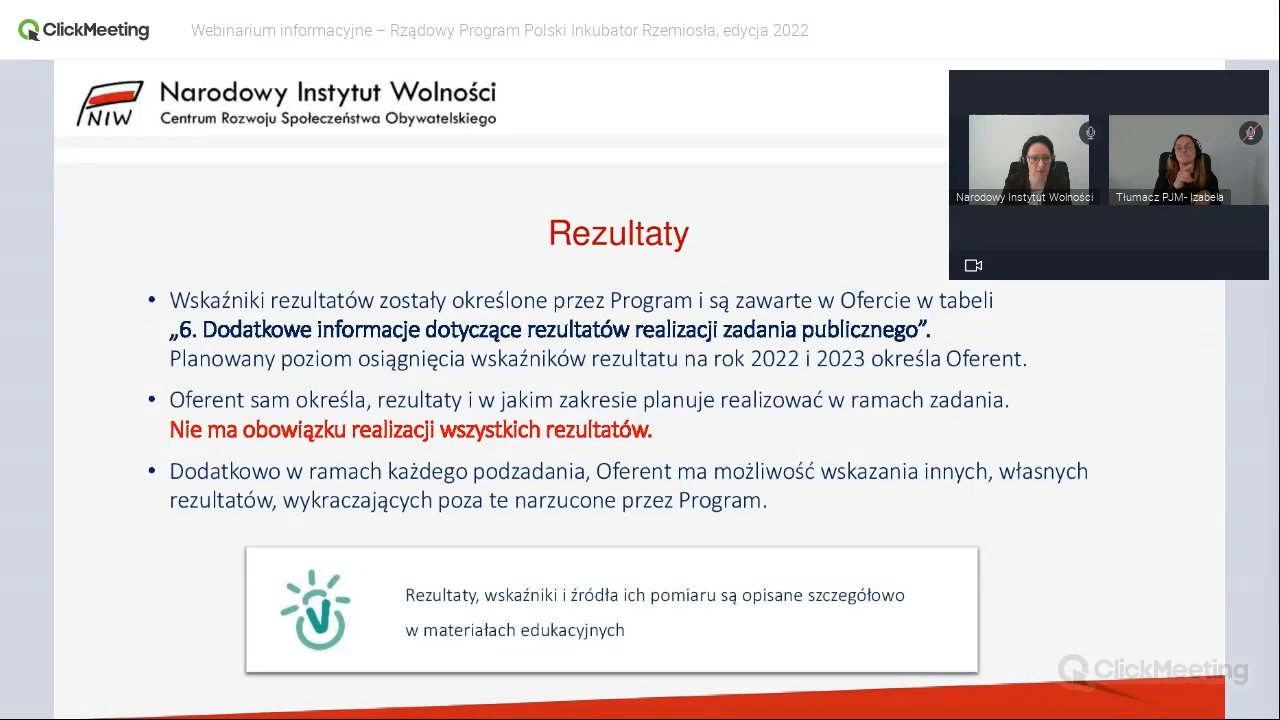 ClickMeeting
Webinarium informacyjne – Rządowy Program Polski Inkubator Rzemiosła, edycja 2022
NIW
Narodowy Instytut Wolności
Centrum Rozwoju Społeczeństwa Obywatelskiego
Narodowy Instytut Wolności
Tłumacz PJM- Izabela
Rezultaty
• Wskaźniki rezultatów zostały określone przez Program i są zawarte w Ofercie w tabeli
„6. Dodatkowe informacje dotyczące rezultatów realizacji zadania publicznego”.
Planowany poziom osiągnięcia wskaźników rezultatu na rok 2022 i 2023 określa Oferent.
• Oferent sam określa, rezultaty i w jakim zakresie planuje realizować w ramach zadania.
Nie ma obowiązku realizacji wszystkich rezultatów.
• Dodatkowo w ramach każdego podzadania, Oferent ma możliwość wskazania innych, własnych
rezultatów, wykraczających poza te narzucone przez Program.
Rezultaty, wskaźniki i źródła ich pomiaru są opisane szczegółowo
w materiałach edukacyjnych
ClickMeeting